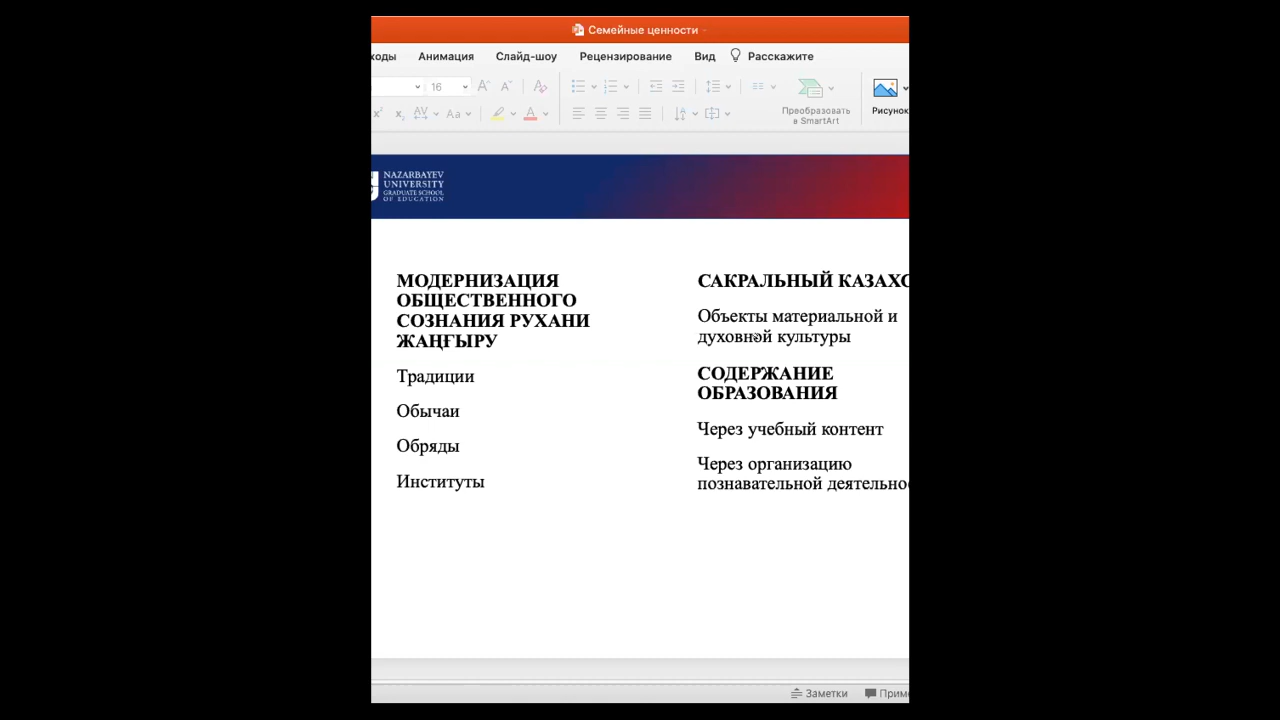 Семейные ценности
ходы Анимация Слайд-шоу Рецензирование Вид Расскажите
16
Преобразовать
в SmartArt
Рисунок
NAZARBAYEV
UNIVERSITY
GRADUATE SCHOOL
OF EDUCATION
МОДЕРНИЗАЦИЯ
ОБЩЕСТВЕННОГО
СОЗНАНИЯ РУХАНИ
ЖАҢҒЫРУ
Традиции
Обычаи
Обряды
Институты
САКРАЛЬНЫЙ КАЗАХС
Объекты материальной и
духовной культуры
СОДЕРЖАНИЕ
ОБРАЗОВАНИЯ
Через учебный контент
Через организацию
познавательной деятельно
Заметки Приме